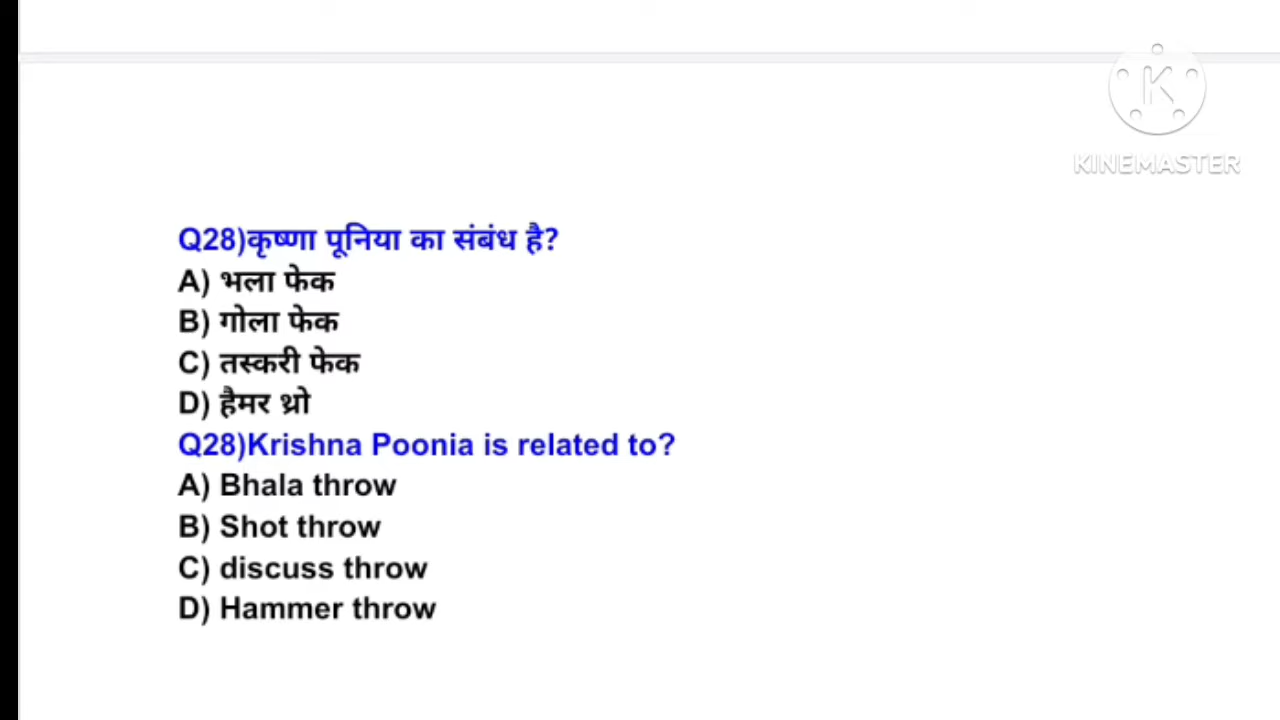 KINEMASTER
Q28)कृष्णा पूनिया का संबंध है?
A) भला फेक
B) गोला फेक
C) तस्करी फेक
D) हैमर थ्रो
Q28)Krishna Poonia is related to?
A) Bhala throw
B) Shot throw
C) discuss throw
D) Hammer throw